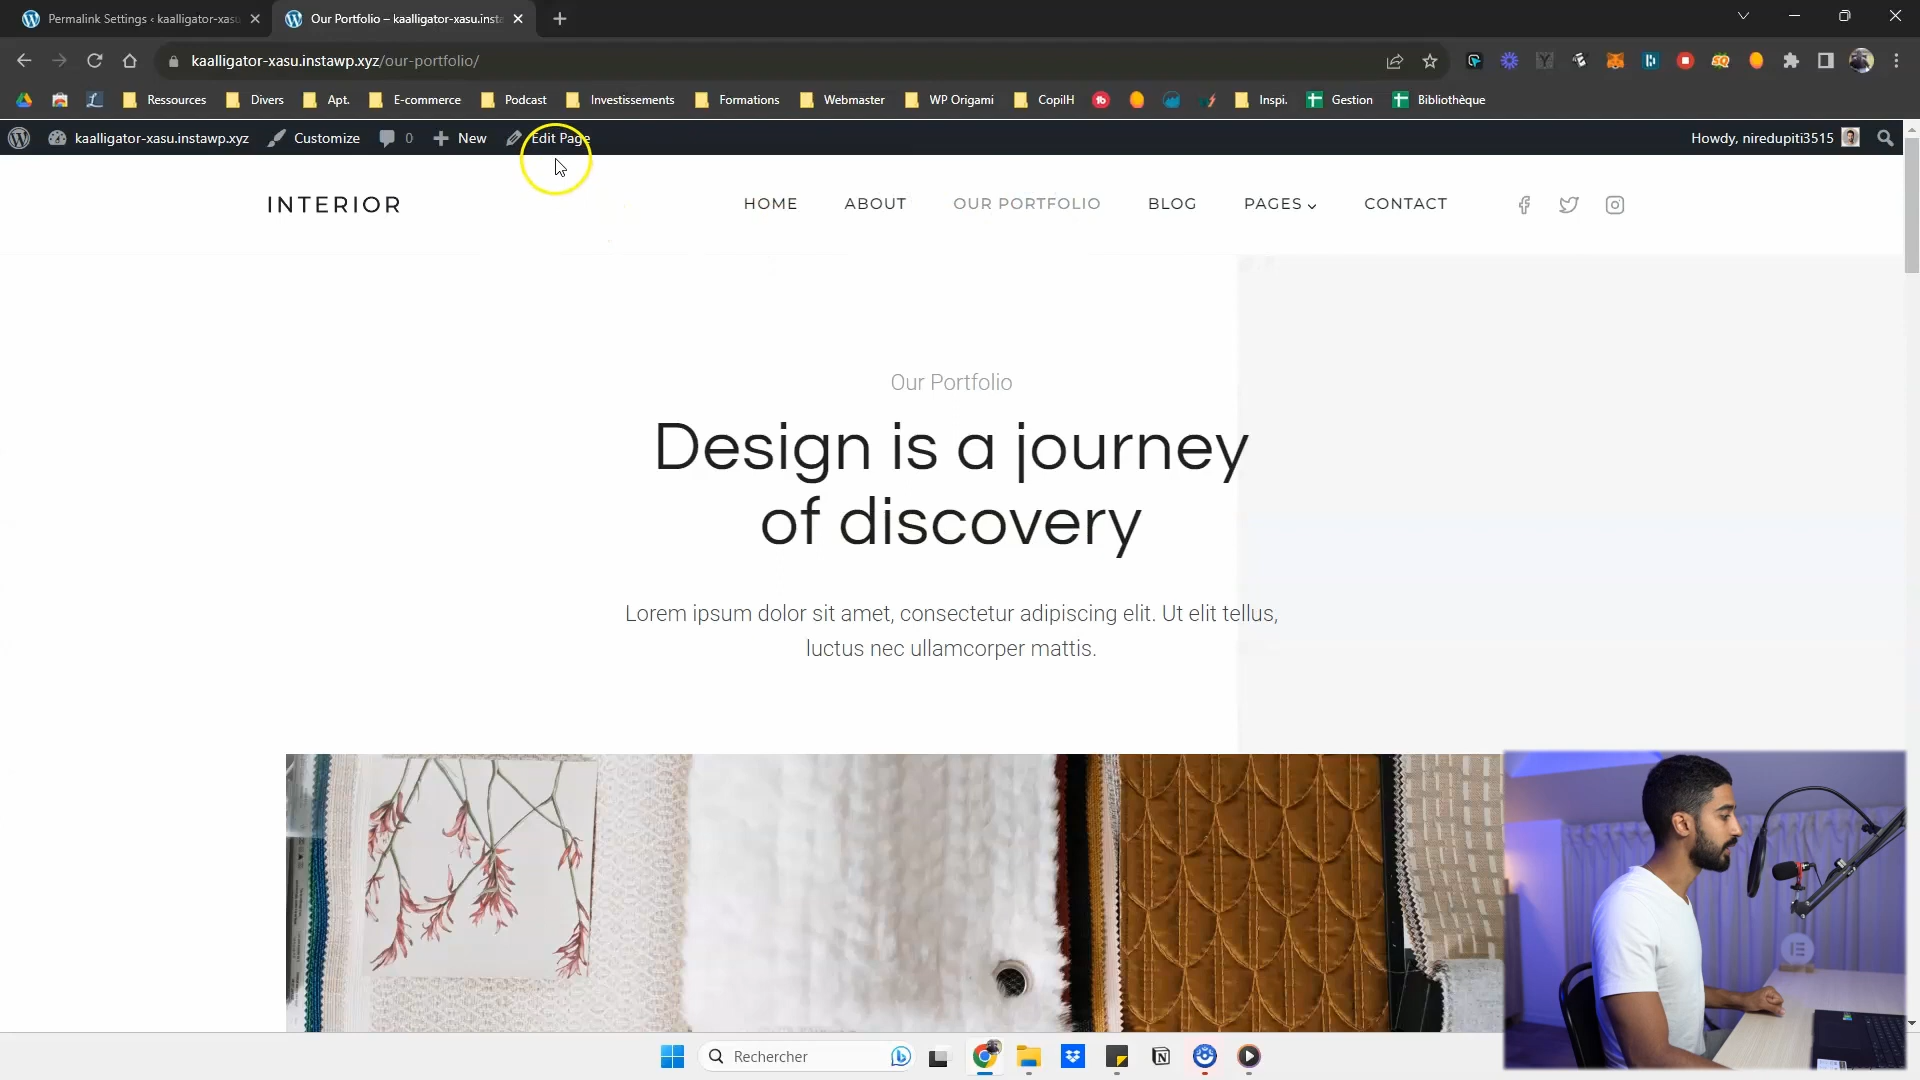 Permalink Settings ‹ kaalligator-xasu
Our Portfolio – kaalligator-xasu.insta
kaalligator-xasu.instawp.xyz/our-portfolio/
Ressources Divers Apt. E-commerce Podcast Investissements Formations Webmaster WP Origami CopilH Inspi. Gestion Bibliothèque
kaalligator-xasu.instawp.xyz Customize 0 New Edit Page Howdy, niredupiti3515
INTERIOR HOME ABOUT OUR PORTFOLIO BLOG PAGES CONTACT
Our Portfolio
Design is a journey
of discovery
Lorem ipsum dolor sit amet, consectetur adipiscing elit. Ut elit tellus,
luctus nec ullamcorper mattis.
Rechercher